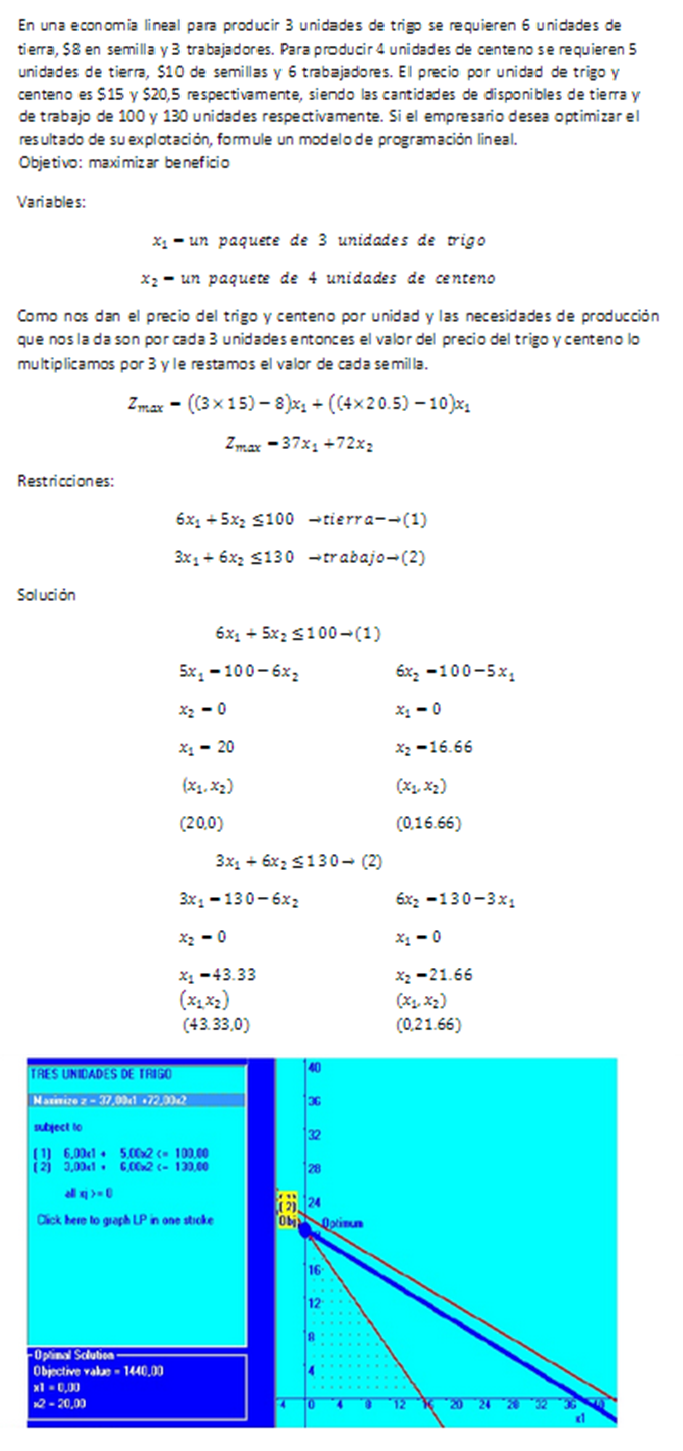 En una economía lineal para producir 3 unidades de trigo se requieren 6 unidades de
tierra, $8 en semilla y 3 trabajadores. Para producir 4 unidades de centeno se requieren 5
unidades de tierra, $10 de semillas y 6 trabajadores. El precio por unidad de trigo y
centeno es $15 y $20,5 respectivamente, siendo las cantidades de disponibles de tierra y
de trabajo de 100 y 130 unidades respectivamente. Si el empresario desea optimizar el
resultado de su explotación, formule un modelo de programación lineal.
Objetivo: maximizar beneficio
Variables:
x₁ = un paquete de 3 unidades de trigo
x₂ = un paquete de 4 unidades de centeno
Como nos dan el precio del trigo y centeno por unidad y las necesidades de producción
que nos la da son por cada 3 unidades entonces el valor del precio del trigo y centeno lo
multiplicamos por 3 y le restamos el valor de cada semilla.
Zmax = ((3×15)−8)x₁ + ((4×20.5)−10)x₁
Zmax = 37x₁ +72x₂
Restricciones:
6x₁ + 5x₂ ≤100 →tierra−→(1)
3x₁ + 6x₂ ≤130 →trabajo→(2)
Solución
6x₁ + 5x₂ ≤100→(1)
5x₁ = 100−6x₂ 6x₂ =100−5x₁
x₂ = 0 x₁ = 0
x₁ = 20 x₂ =16.66
(x₁,x₂) (x₁,x₂)
(20,0) (0,16.66)
3x₁ + 6x₂ ≤130→ (2)
3x₁ =130−6x₂ 6x₂ =130−3x₁
x₂ = 0 x₁ = 0
x₁ =43.33 x₂ =21.66
(x₁,x₂) (x₁,x₂)
(43.33,0) (0,21.66)
TRES UNIDADES DE TRIGO
Maximize z = 37,00x1 +72,00x2
subject to
(1) 6,00x1 + 5,00x2 <= 100,00
(2) 3,00x1 + 6,00x2 <= 130,00
all xj >= 0
Click here to graph LP in one stroke
Optimal Solution
Objective value = 1440,00
x1 = 0,00
x2 = 20,00
40
36
32
28
24
(2)
Obj Optimum
16
12
8
4
-4 0 4 8 12 16 20 24 28 32 36 40
x1